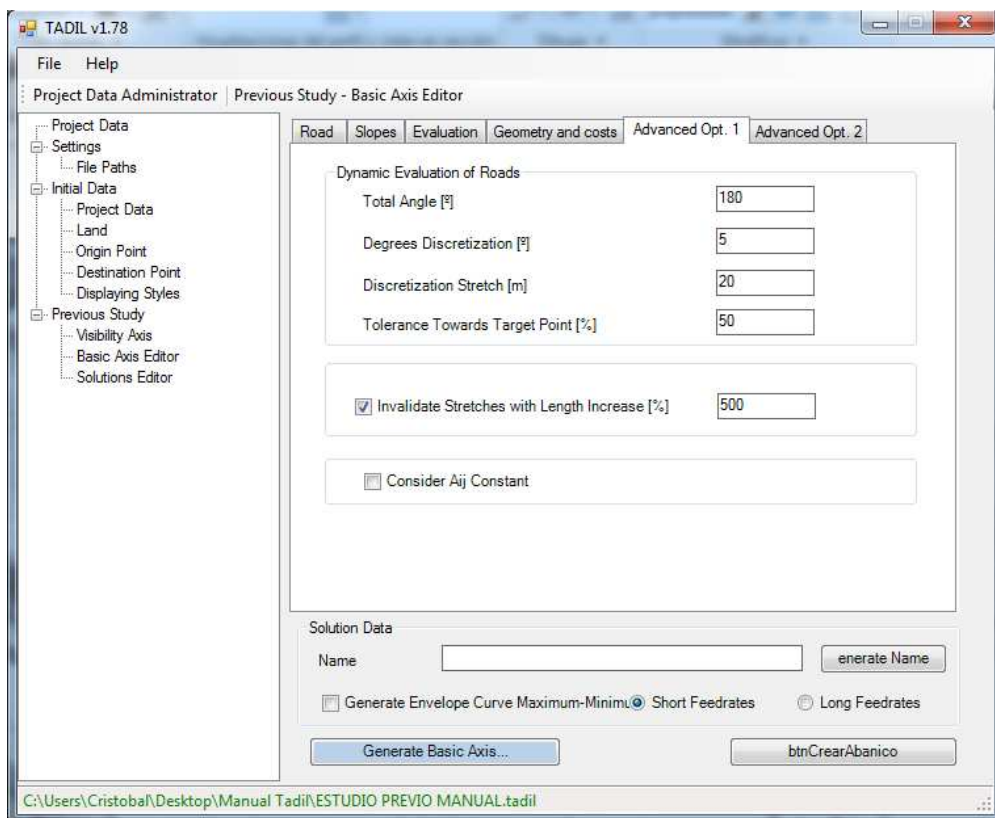 TADIL v1.78
File Help
Project Data Administrator Previous Study - Basic Axis Editor
Project Data
Settings
File Paths
Initial Data
Project Data
Land
Origin Point
Destination Point
Displaying Styles
Previous Study
Visibility Axis
Basic Axis Editor
Solutions Editor
Road Slopes Evaluation Geometry and costs Advanced Opt. 1 Advanced Opt. 2
Dynamic Evaluation of Roads
Total Angle [º] 180
Degrees Discretization [º] 5
Discretization Stretch [m] 20
Tolerance Towards Target Point [%] 50
Invalidate Stretches with Length Increase [%] 500
Consider Aij Constant
Solution Data
Name enerate Name
Generate Envelope Curve Maximum-Minimu Short Feedrates Long Feedrates
Generate Basic Axis... btnCrearAbanico
C:\Users\Cristobal\Desktop\Manual Tadil\ESTUDIO PREVIO MANUAL.tadil